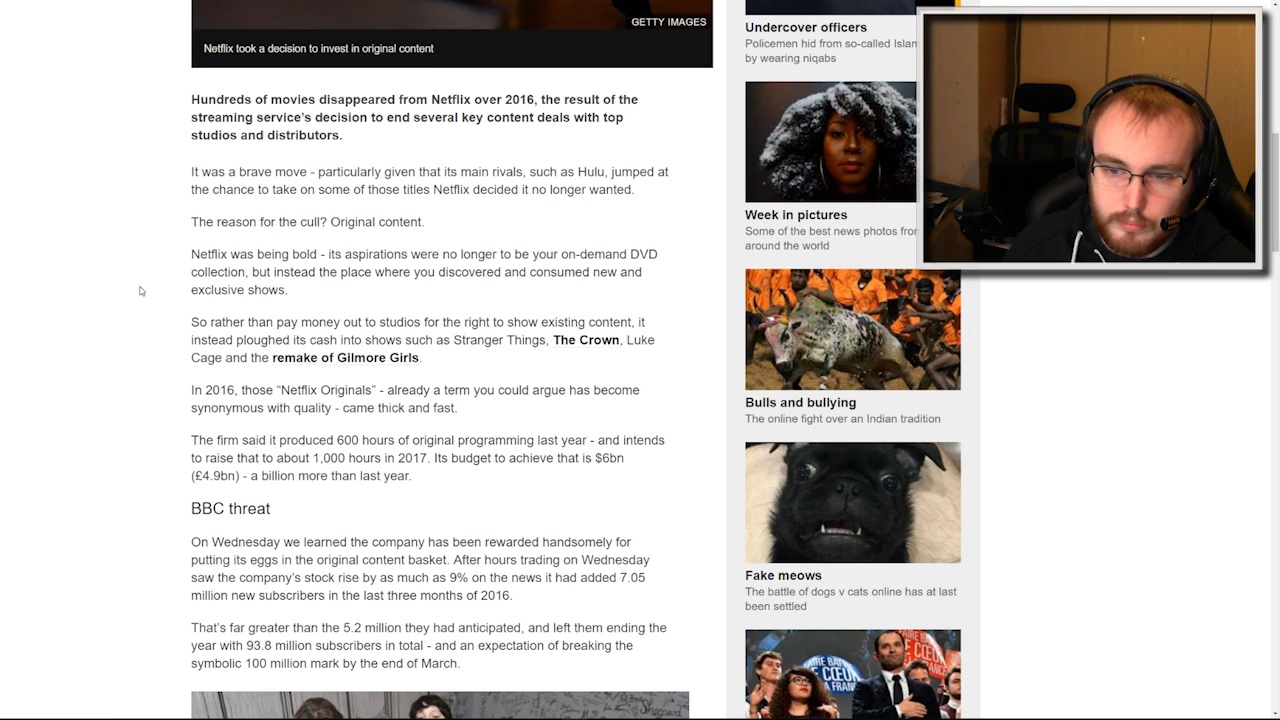 GETTY IMAGES
Netflix took a decision to invest in original content
Hundreds of movies disappeared from Netflix over 2016, the result of the
streaming service's decision to end several key content deals with top
studios and distributors.
It was a brave move - particularly given that its main rivals, such as Hulu, jumped at
the chance to take on some of those titles Netflix decided it no longer wanted.
The reason for the cull? Original content.
Netflix was being bold - its aspirations were no longer to be your on-demand DVD
collection, but instead the place where you discovered and consumed new and
exclusive shows.
So rather than pay money out to studios for the right to show existing content, it
instead ploughed its cash into shows such as Stranger Things, The Crown, Luke
Cage and the remake of Gilmore Girls.
In 2016, those “Netflix Originals” - already a term you could argue has become
synonymous with quality - came thick and fast.
The firm said it produced 600 hours of original programming last year - and intends
to raise that to about 1,000 hours in 2017. Its budget to achieve that is $6bn
(£4.9bn) - a billion more than last year.
BBC threat
On Wednesday we learned the company has been rewarded handsomely for
putting its eggs in the original content basket. After hours trading on Wednesday
saw the company's stock rise by as much as 9% on the news it had added 7.05
million new subscribers in the last three months of 2016.
That's far greater than the 5.2 million they had anticipated, and left them ending the
year with 93.8 million subscribers in total - and an expectation of breaking the
symbolic 100 million mark by the end of March.
Sheppard
Undercover officers
Policemen hid from so-called Islam
by wearing niqabs
Week in pictures
Some of the best news photos from
around the world
Bulls and bullying
The online fight over an Indian tradition
Fake meows
The battle of dogs v cats online has at last
been settled
FAIRE BATTRE
LE CŒUR
DE LA FRANCE